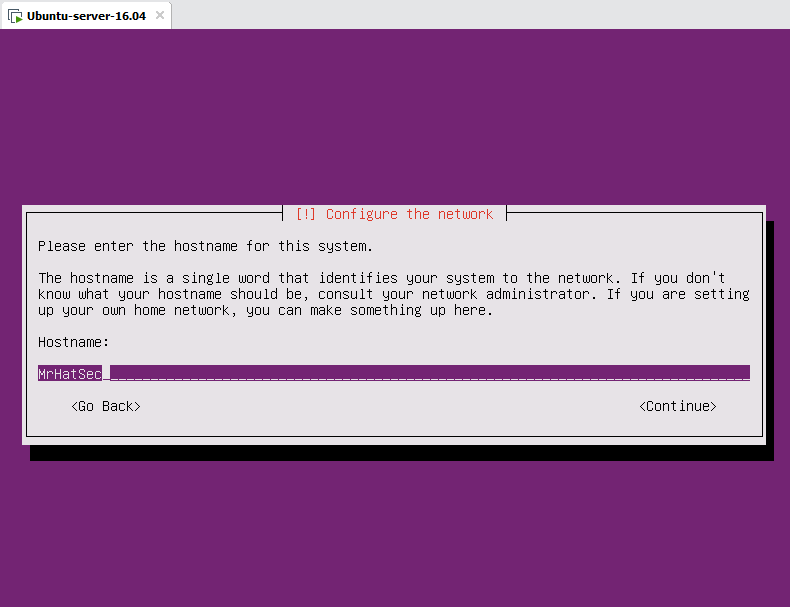 Ubuntu-server-16.04
[!] Configure the network
Please enter the hostname for this system.
The hostname is a single word that identifies your system to the network. If you don't
know what your hostname should be, consult your network administrator. If you are setting
up your own home network, you can make something up here.
Hostname:
MrHatSec
<Go Back> <Continue>